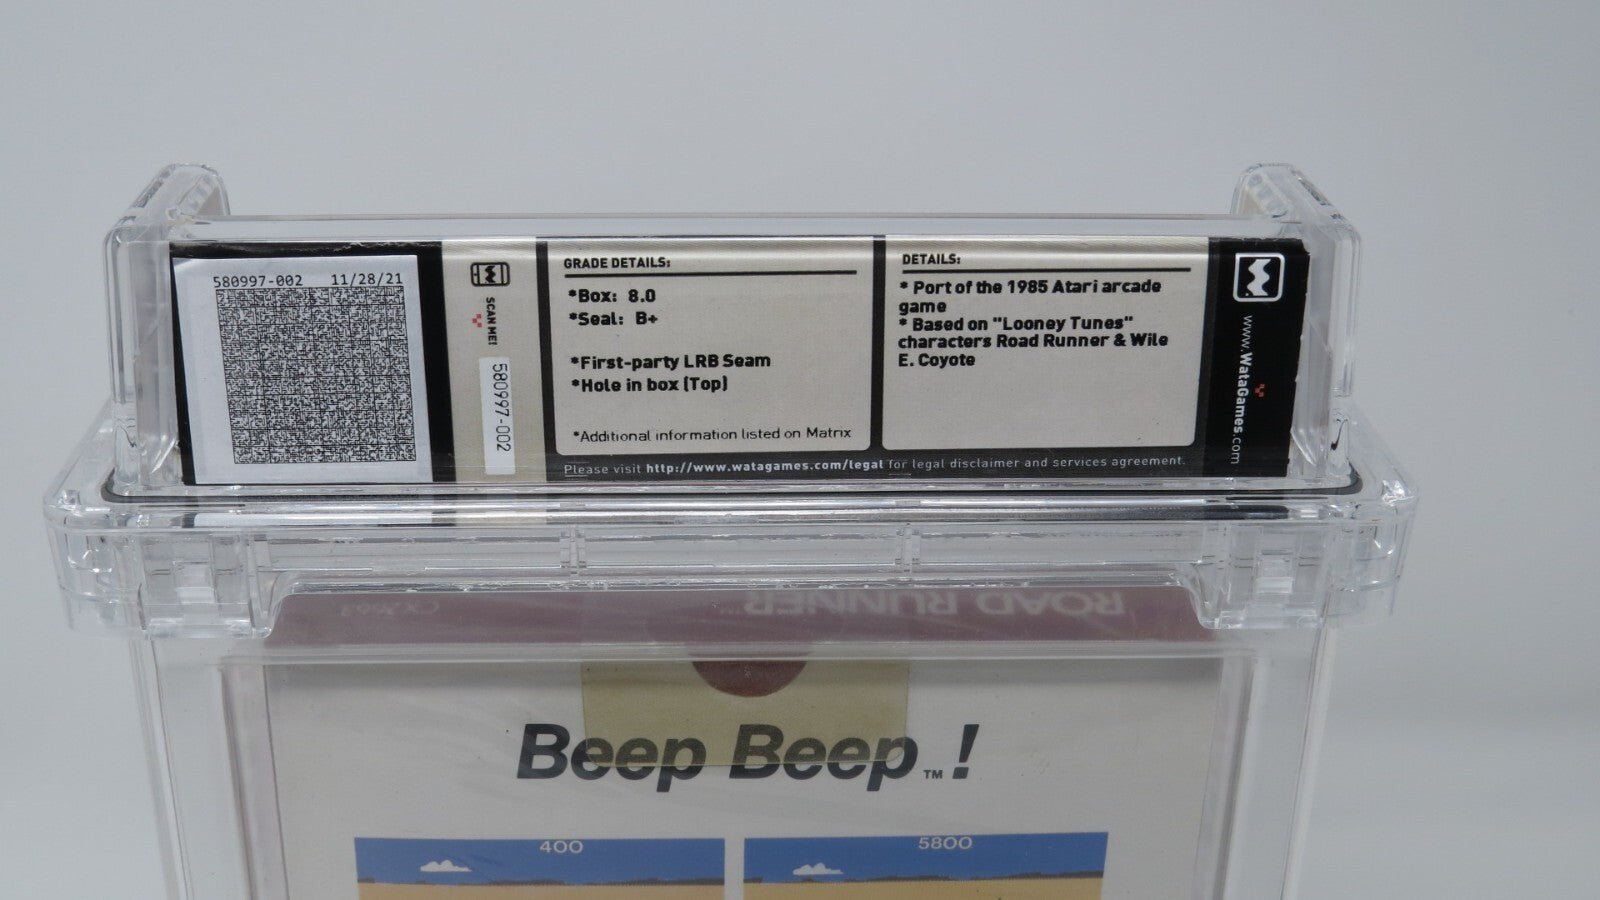 580997-002 11/28/21
SCAN ME!
580997-002
GRADE DETAILS:
*Box: 8.0
*Seal: B+
*First-party LRB Seam
*Hole in box (Top)
*Additional information listed on Matrix
DETAILS:
* Port of the 1985 Atari arcade
game
* Based on "Looney Tunes"
characters Road Runner & Wile
E. Coyote
Please visit http://www.watagames.com/legal for legal disclaimer and services agreement.
www.WataGames.com
ROAD RUNNER™
Beep Beep™!
400
5800